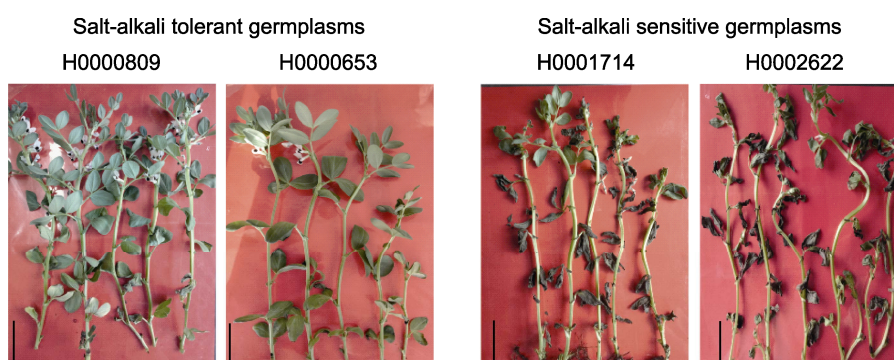 Salt-alkali tolerant germplasms
H0000809
H0000653
Salt-alkali sensitive germplasms
H0001714
H0002622